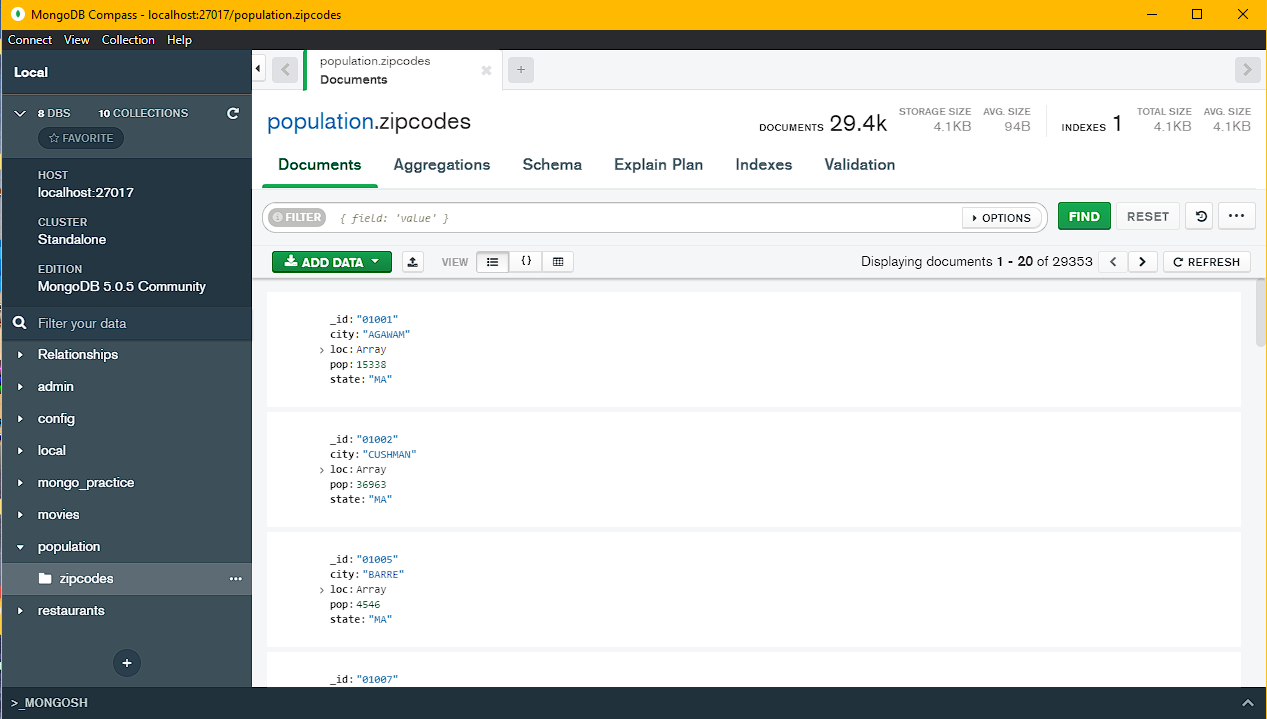 MongoDB Compass - localhost:27017/population.zipcodes
Connect View Collection Help
Local
8 DBS 10 COLLECTIONS
FAVORITE
HOST
localhost:27017
CLUSTER
Standalone
EDITION
MongoDB 5.0.5 Community
Filter your data
Relationships
admin
config
local
mongo_practice
movies
population
zipcodes
restaurants
+
>_MONGOSH
population.zipcodes
Documents
+
population.zipcodes
DOCUMENTS 29.4k
STORAGE SIZE AVG. SIZE
4.1KB 94B
INDEXES 1
TOTAL SIZE AVG. SIZE
4.1KB 4.1KB
Documents Aggregations Schema Explain Plan Indexes Validation
FILTER { field: 'value' } OPTIONS FIND RESET
ADD DATA VIEW {} Displaying documents 1 - 20 of 29353 REFRESH
_id: "01001"
city: "AGAWAM"
loc: Array
pop: 15338
state: "MA"
_id: "01002"
city: "CUSHMAN"
loc: Array
pop: 36963
state: "MA"
_id: "01005"
city: "BARRE"
loc: Array
pop: 4546
state: "MA"
_id: "01007"